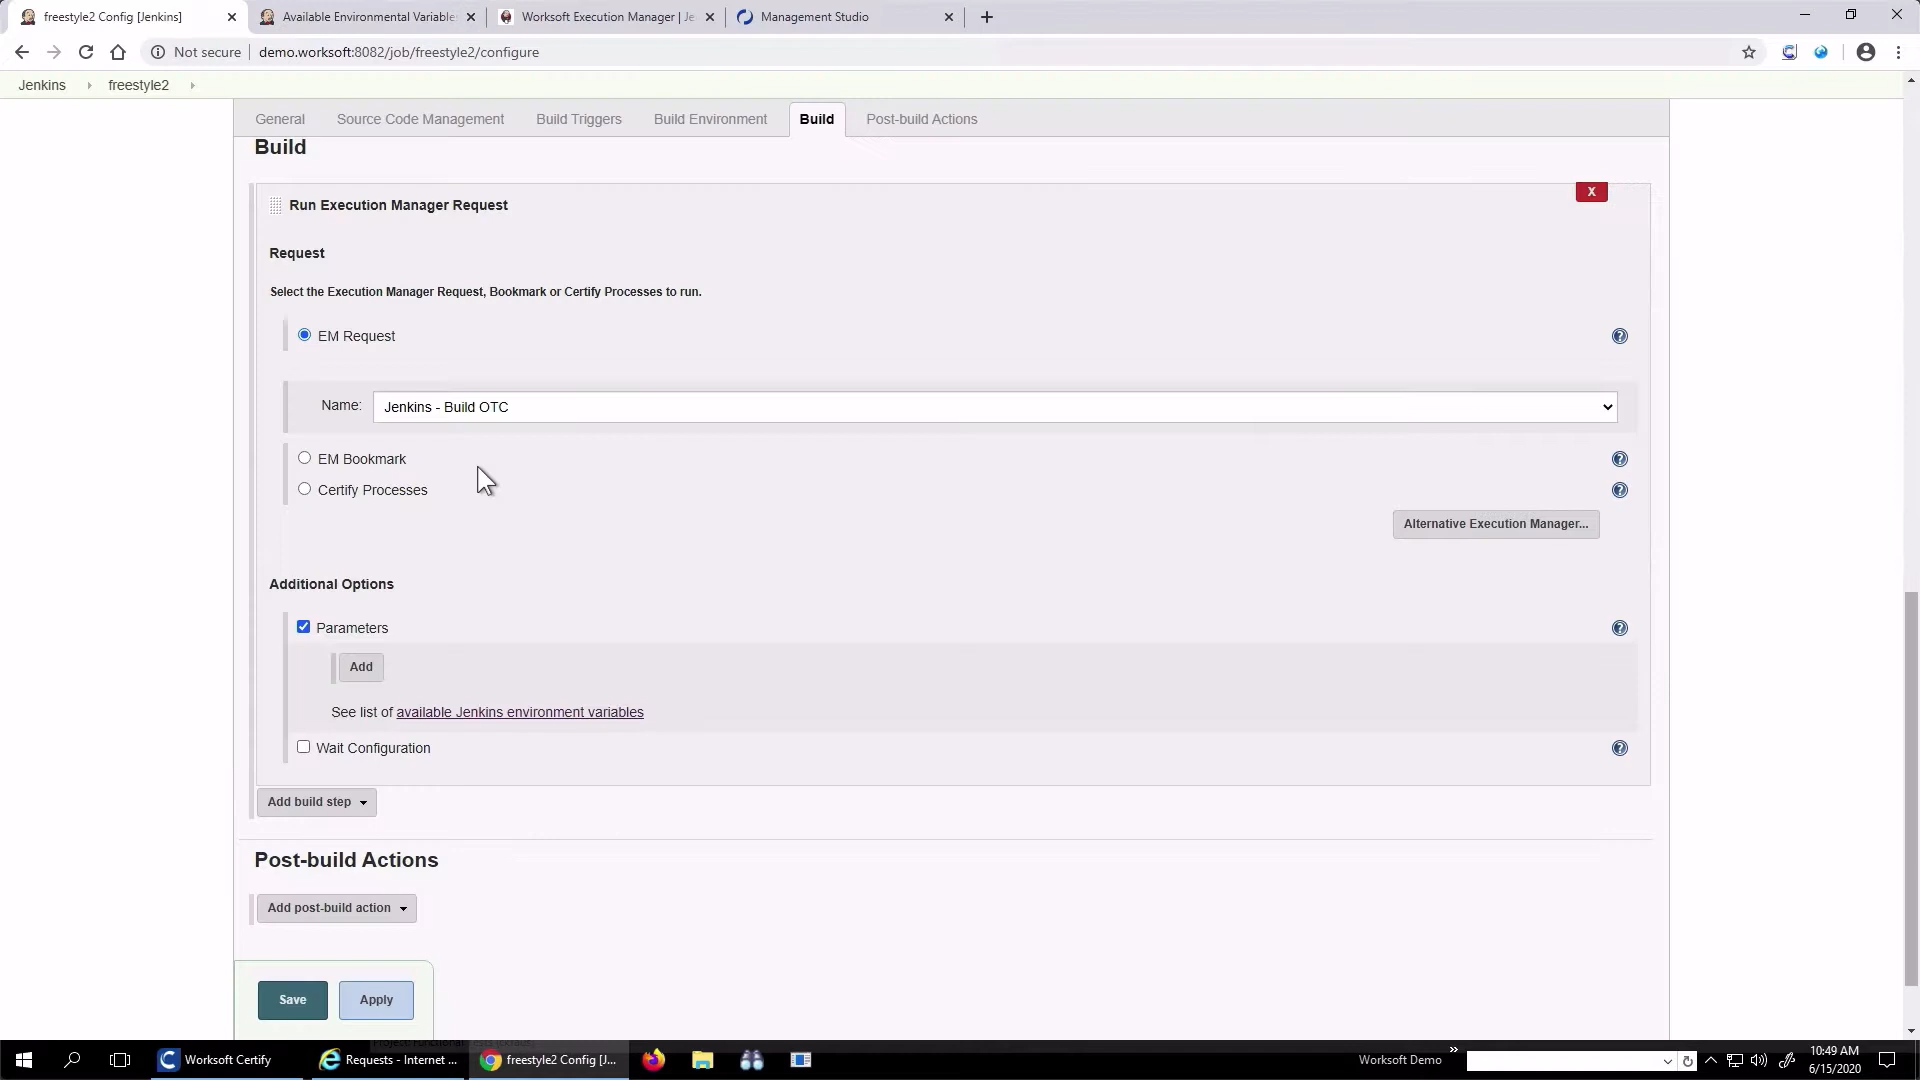 freestyle2 Config [Jenkins]
Available Environmental Variable
Worksoft Execution Manager | Je
Management Studio
Not secure
demo.worksoft:8082/job/freestyle2/configure
Jenkins
freestyle2
General
Source Code Management
Build Triggers
Build Environment
Build
Post-build Actions
Build
X
Run Execution Manager Request
Request
Select the Execution Manager Request, Bookmark or Certify Processes to run.
EM Request
Name:
Jenkins - Build OTC
EM Bookmark
Certify Processes
Alternative Execution Manager...
Additional Options
Parameters
Add
See list of available Jenkins environment variables
Wait Configuration
Add build step
Post-build Actions
Add post-build action
Save
Apply
Worksoft Certify
Requests - Internet ...
freestyle2 Config [J...
Worksoft Demo
10:49 AM
6/15/2020